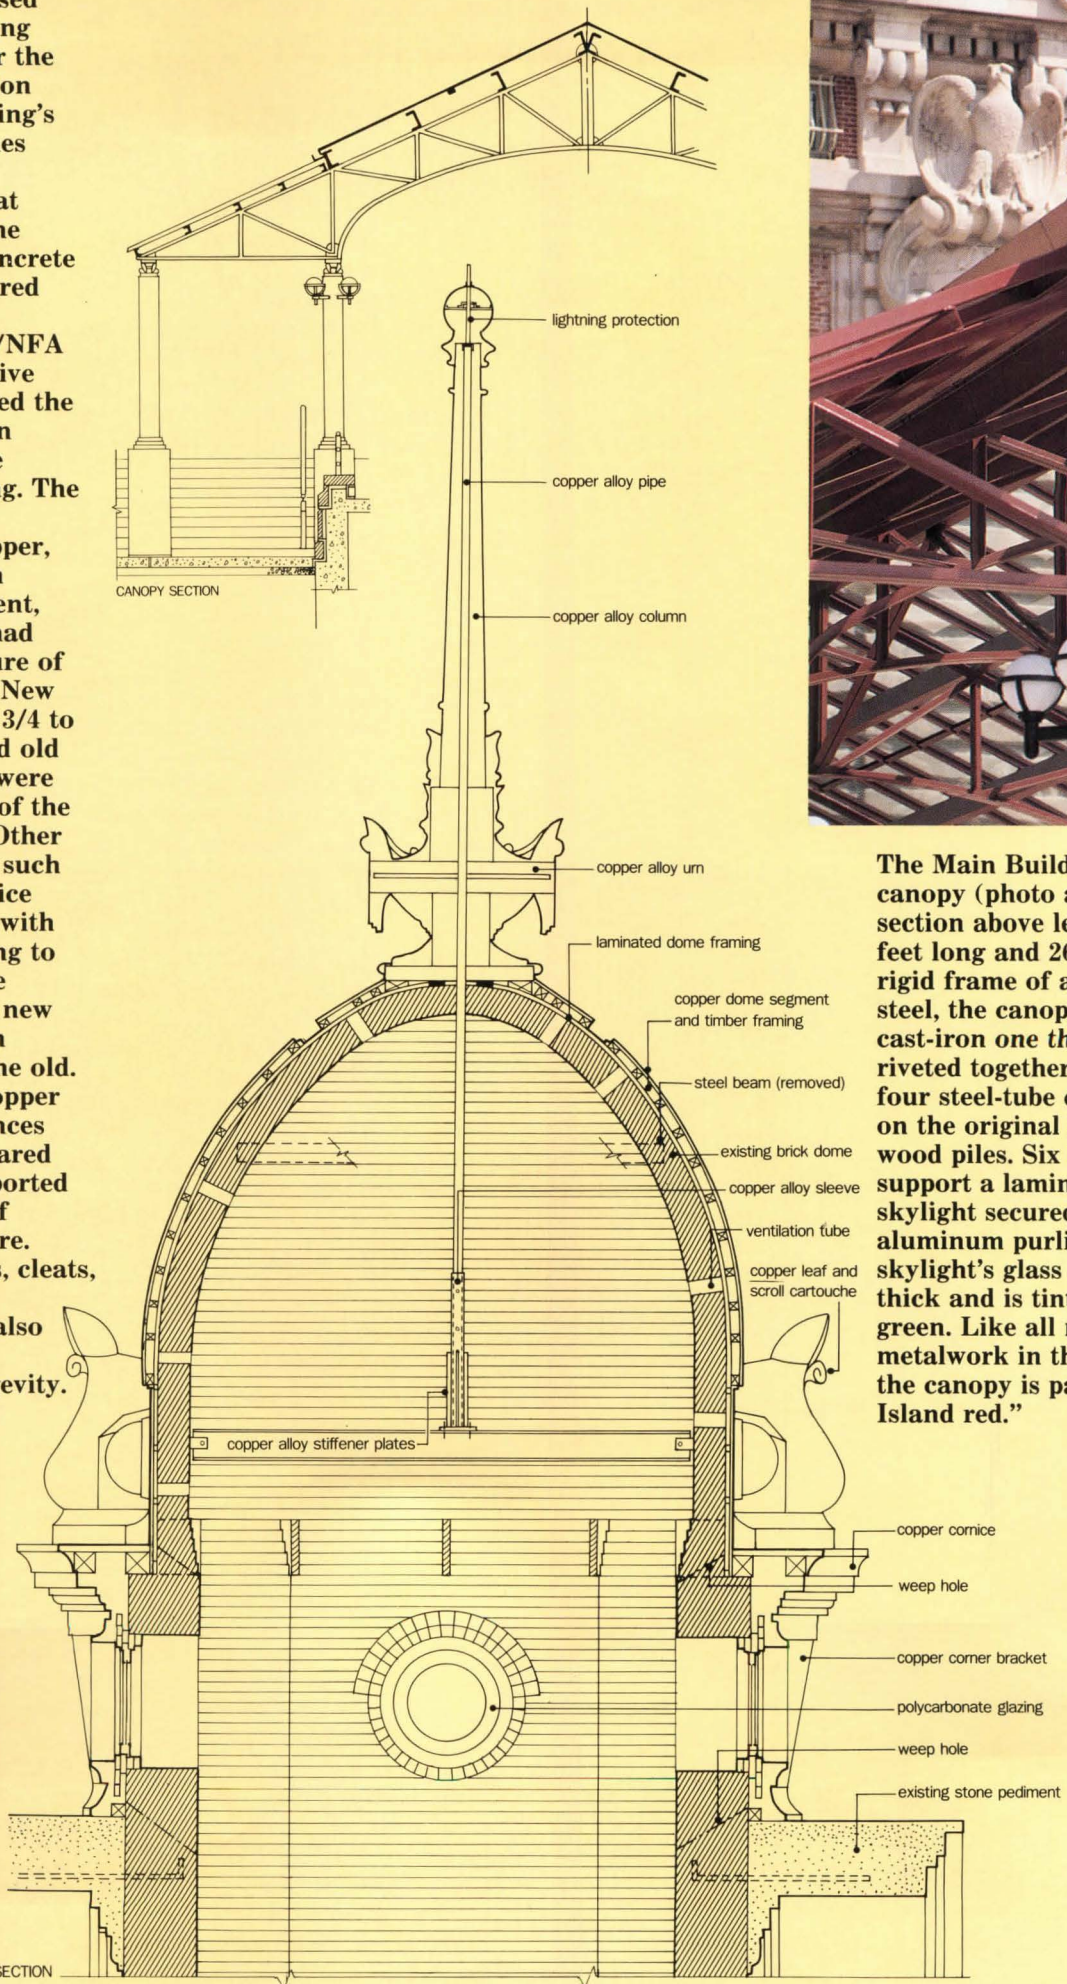 sed
ng
r the
on
ing's
es
at
ne
ncrete
red
/NFA
ive
ed the
n
e
g. The
pper,
n
ent,
had
ure of
New
3/4 to
d old
were
of the
Other
such
ice
with
ng to
e
new
n
he old.
opper
nces
ared
ported
f
re.
s, cleats,
also
evity.
CANOPY SECTION
lightning protection
copper alloy pipe
copper alloy column
copper alloy urn
laminated dome framing
copper dome segment
and timber framing
steel beam (removed)
existing brick dome
copper alloy sleeve
ventilation tube
copper leaf and
scroll cartouche
copper alloy stiffener plates
copper cornice
weep hole
copper corner bracket
polycarbonate glazing
weep hole
existing stone pediment
SECTION
The Main Build
canopy (photo a
section above le
feet long and 26
rigid frame of a
steel, the canop
cast-iron one th
riveted together
four steel-tube c
on the original
wood piles. Six
support a lamin
skylight secured
aluminum purli
skylight's glass
thick and is tint
green. Like all
metalwork in th
the canopy is pa
Island red."